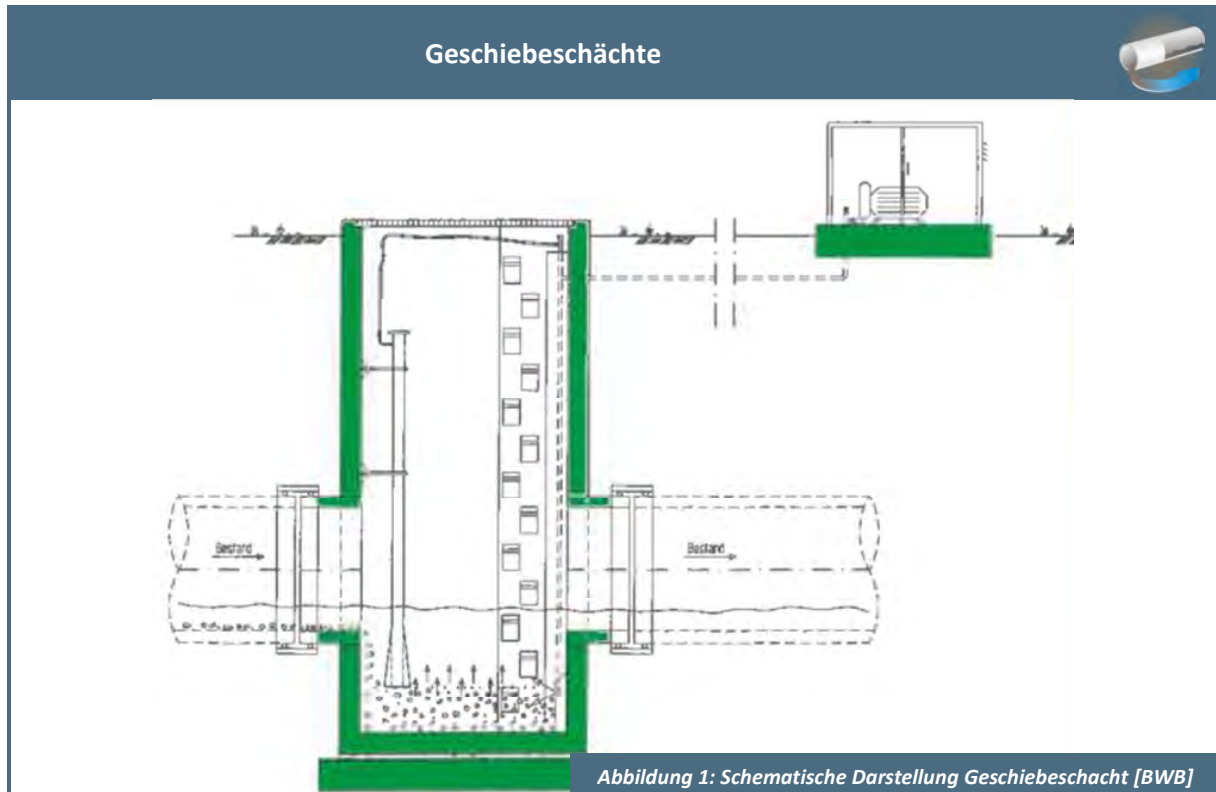 Geschiebeschächte
Bestand
Bestand
Abbildung 1: Schematische Darstellung Geschiebeschacht [BWB]